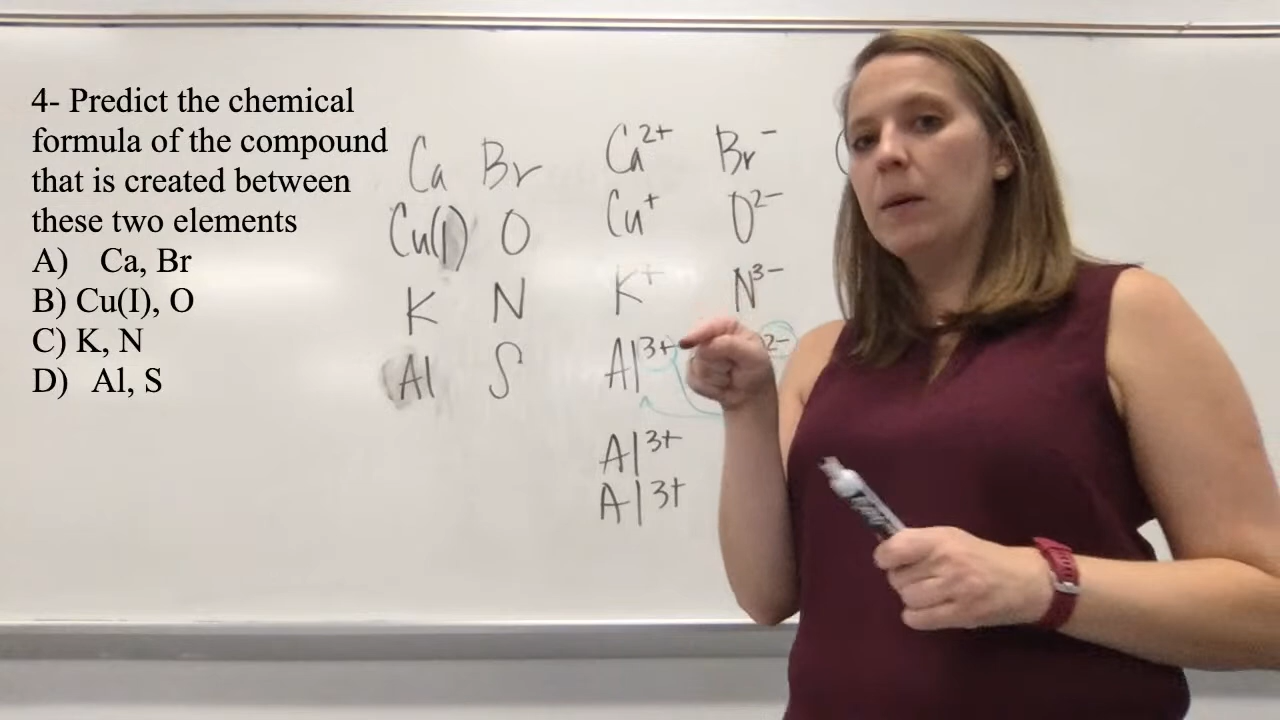 4- Predict the chemical
formula of the compound
that is created between
these two elements
A) Ca, Br
B) Cu(I), O
C) K, N
D) Al, S
Ca Br Ca²⁺ Br⁻
Cu(I) O Cu⁺ O²⁻
K N K⁺ N³⁻
Al S Al³⁺ ²⁻
Al³⁺
Al³⁺